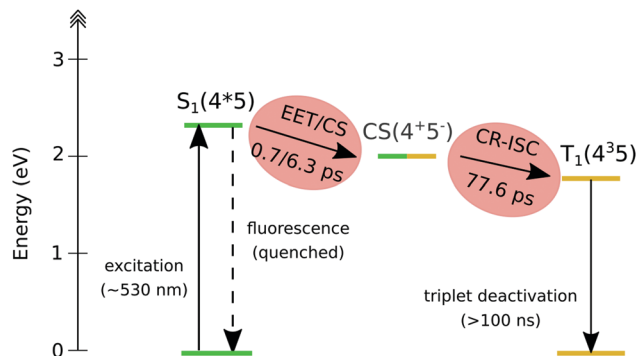 3
2
1
0
Energy (eV)
S₁(4*5)
EET/CS
0.7/6.3 ps
CS(4⁺5⁻)
CR-ISC
77.6 ps
T₁(4³5)
fluorescence
(quenched)
excitation
(~530 nm)
triplet deactivation
(>100 ns)